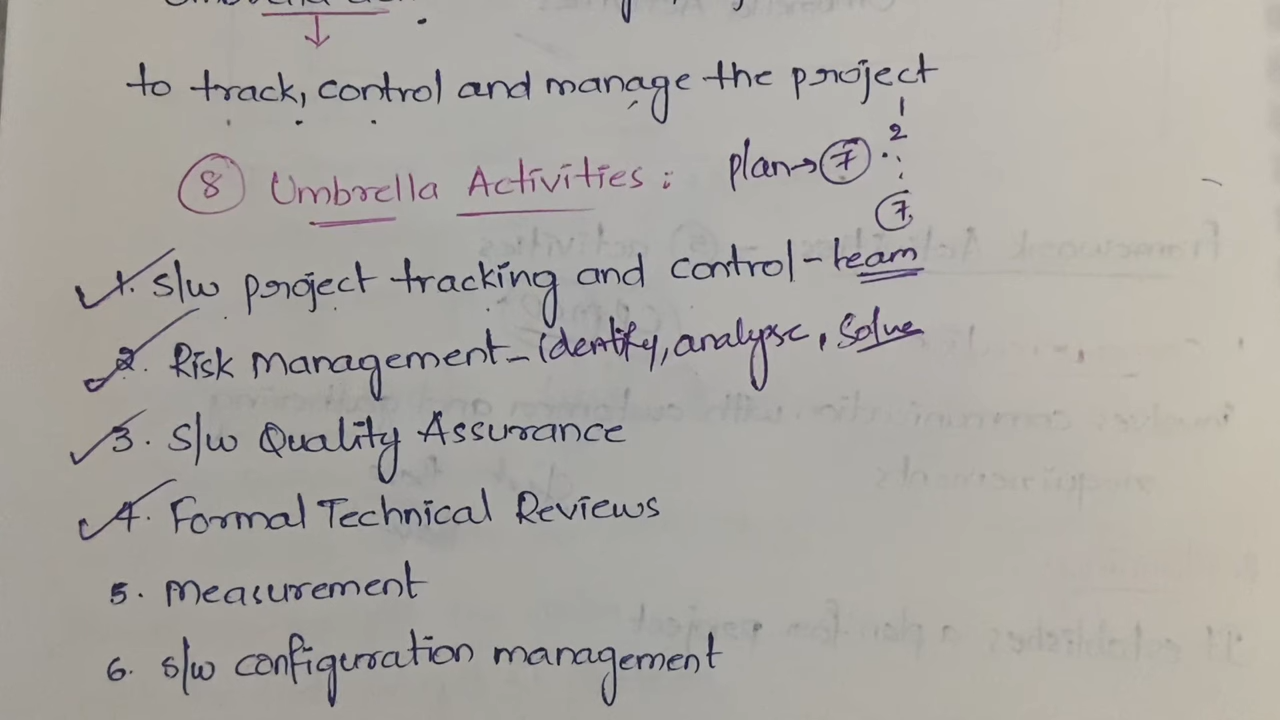 to track, control and manage the project
1
2
⑧ Umbrella Activities : plan→⑦
⑦
1. s/w project tracking and control - team
2. Risk Management - identify, analyse, solve
3. s/w Quality Assurance
4. Formal Technical Reviews
5. Measurement
6. s/w configuration management